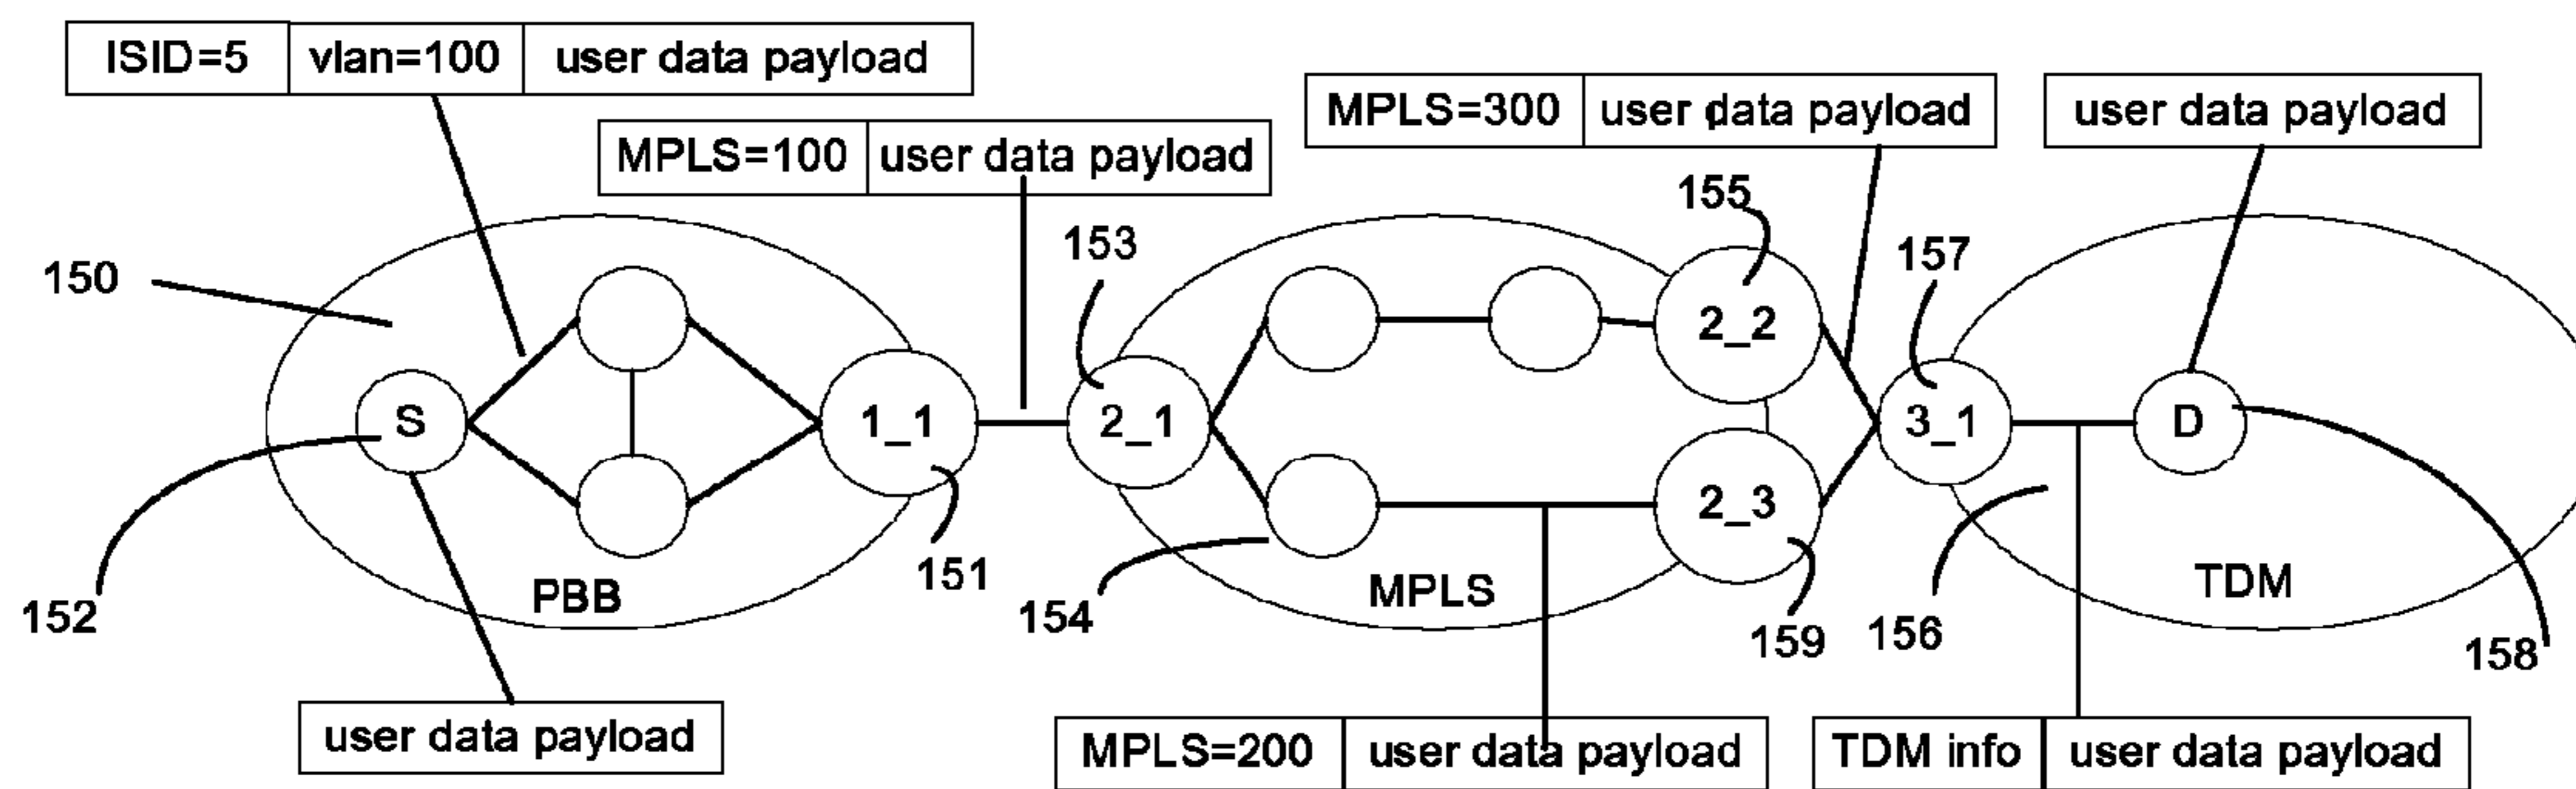 ISID=5 vlan=100 user data payload
MPLS=100 user data payload
MPLS=300 user data payload
user data payload
155
153
157
150
S
1_1
2_1
2_2
3_1
D
2_3
151
152
PBB
154
MPLS
159
156
TDM
158
user data payload
MPLS=200 user data payload
TDM info user data payload